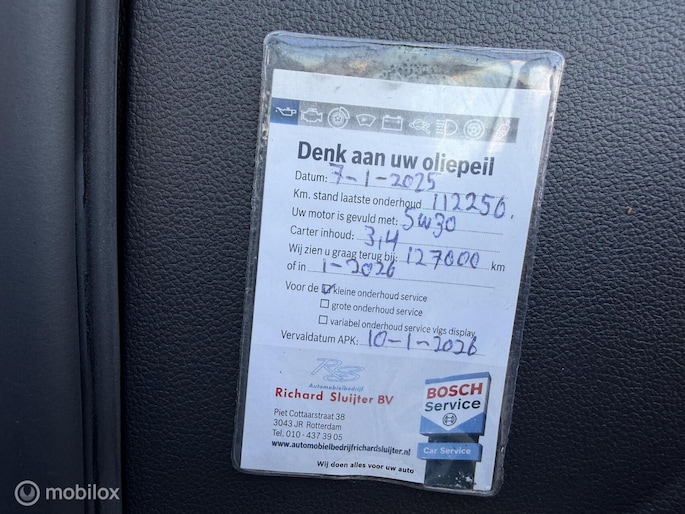 Denk aan uw oliepeil
Datum: 7-1-2025
Km. stand laatste onderhoud 112256.
Uw motor is gevuld met: 5w30
Carter inhoud: 3,4
Wij zien u graag terug bij: 127000 km
of in 1-2026
Voor de ☑ kleine onderhoud service
☐ grote onderhoud service
☐ variabel onderhoud service vlgs display
Vervaldatum APK: 10-1-2026
RS
Automobielbedrijf
Richard Sluijter BV
Piet Cottaarstraat 38
3043 JR Rotterdam
Tel. 010 - 437 39 05
www.automobielbedrijfrichardsluijter.nl
Wij doen alles voor uw auto
BOSCH
Service
Car Service
mobilox